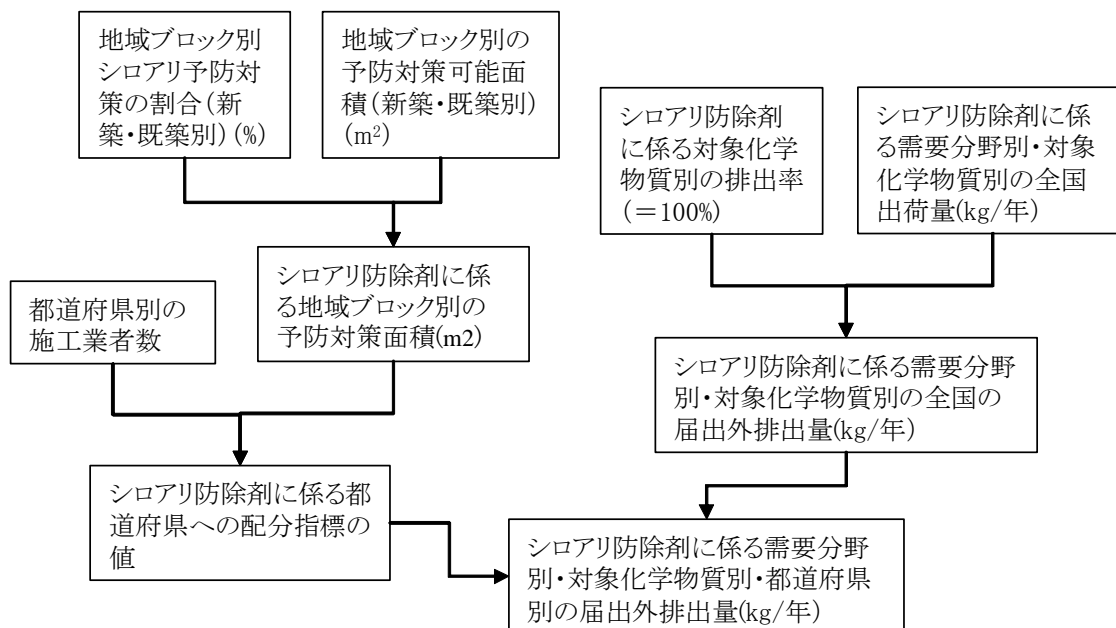 地域ブロック別
シロアリ予防対
策の割合（新
築・既築別）(%)
地域ブロック別の
予防対策可能面
積（新築・既築別）
(m²)
シロアリ防除剤
に係る対象化学
物質別の排出率
（＝100%）
シロアリ防除剤に係
る需要分野別・対象
化学物質別の全国
出荷量(kg/年)
都道府県別の
施工業者数
シロアリ防除剤に係
る地域ブロック別の
予防対策面積(m2)
シロアリ防除剤に係る需要分野
別・対象化学物質別の全国の
届出外排出量(kg/年)
シロアリ防除剤に係る都
道府県への配分指標の
値
シロアリ防除剤に係る需要分野
別・対象化学物質別・都道府県
別の届出外排出量(kg/年)